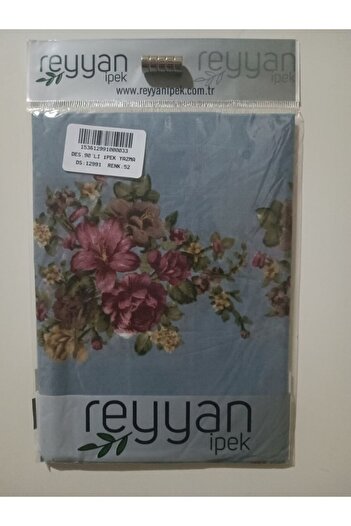 reyyan
ipek
reyyan
ipek
www.reyyanipek.com.tr
153612991000033
DES.90'LI IPEK YAZMA
DS:12991 RENK:52
reyyan
ipek